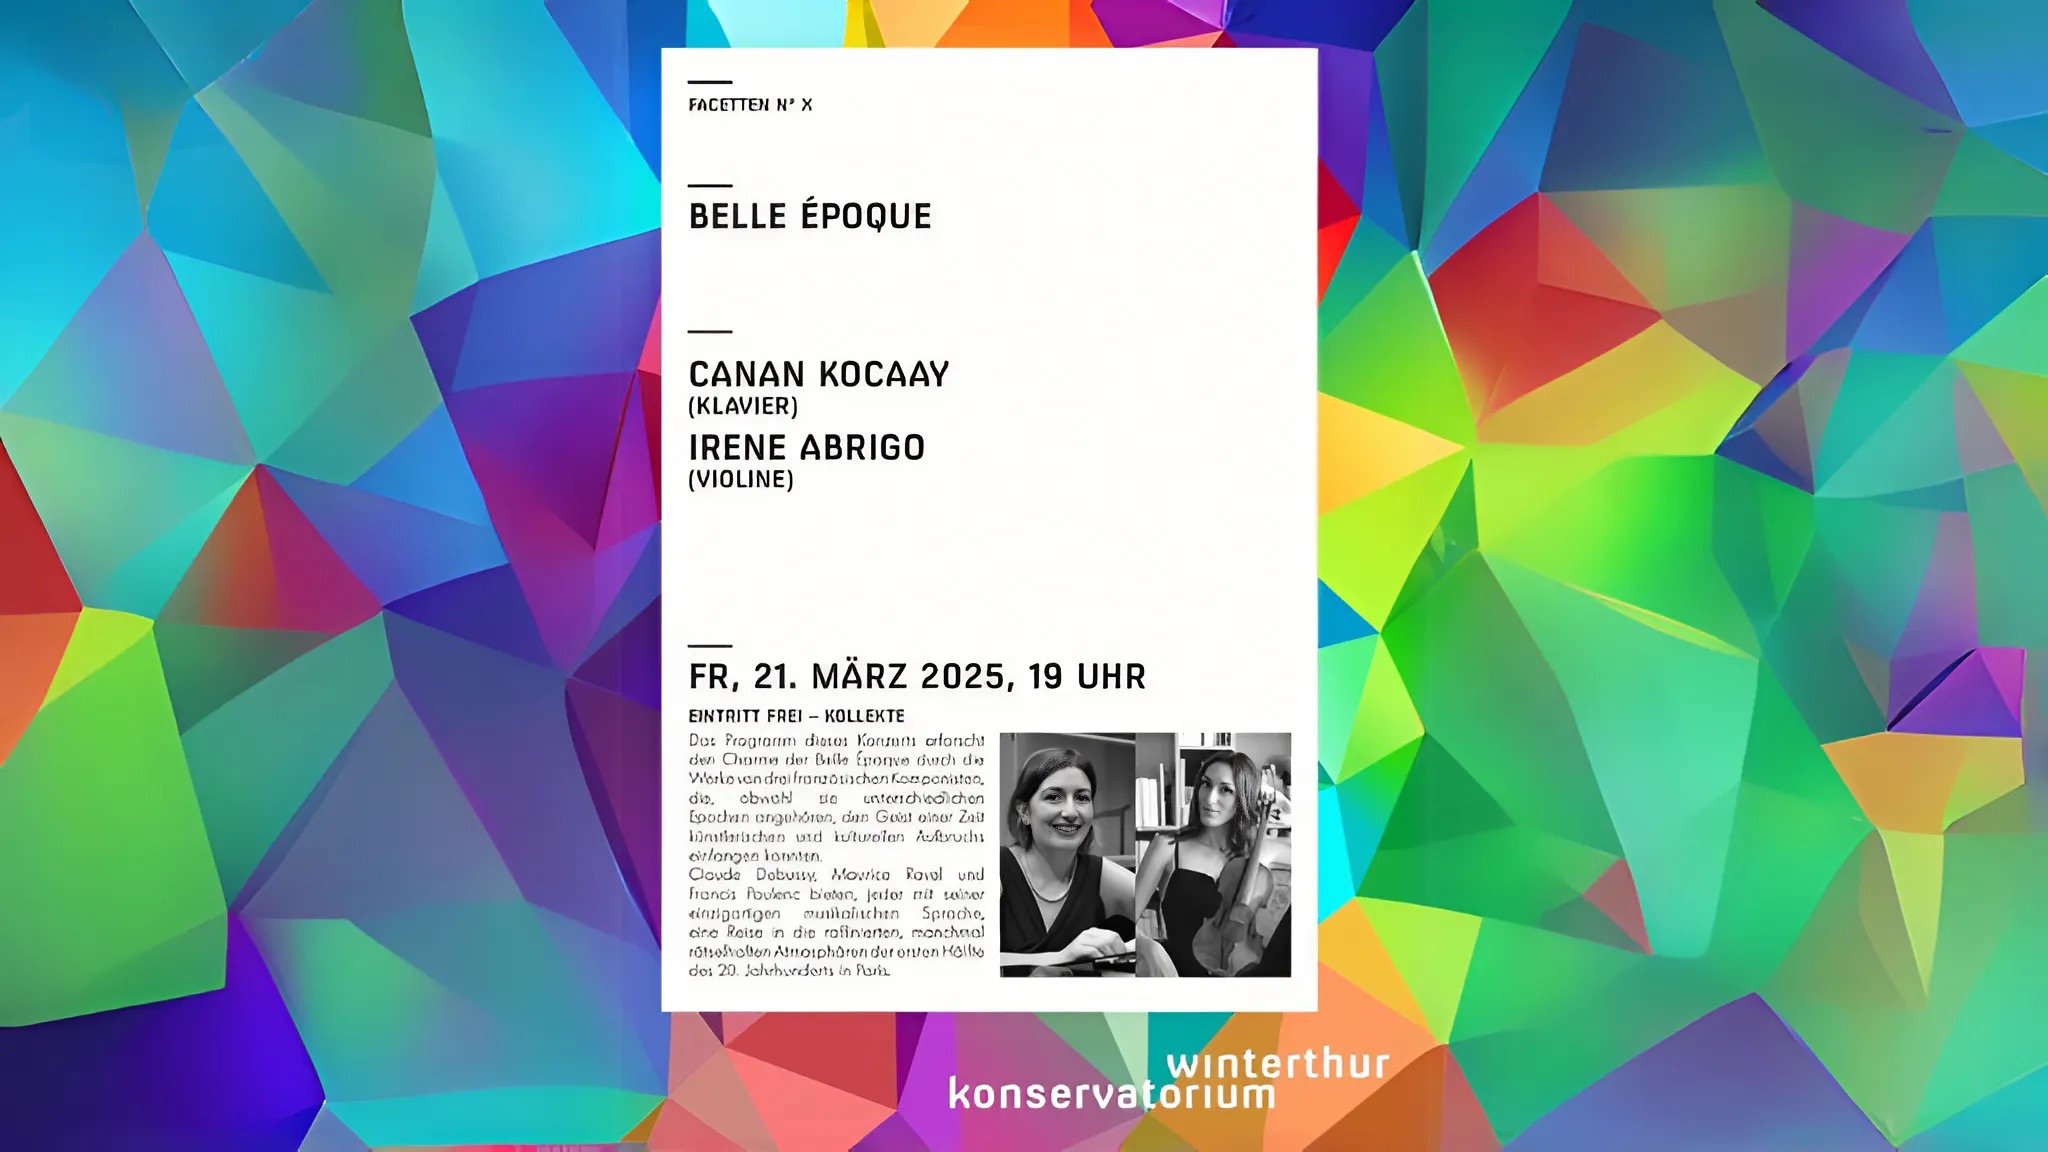 FACETTEN N° X
BELLE ÉPOQUE
CANAN KOCAAY
(KLAVIER)
IRENE ABRIGO
(VIOLINE)
FR, 21. MÄRZ 2025, 19 UHR
EINTRITT FREI – KOLLEKTE
Das Programm dieses Konzerts erforscht
den Charme der Belle Époque durch die
Werke von drei französischen Komponisten,
die, obwohl sie unterschiedlichen
Epochen angehören, den Geist einer Zeit
künstlerischen und kulturellen Aufbruchs
einfangen konnten.
Claude Debussy, Maurice Ravel und
Francis Poulenc bieten, jeder mit seiner
einzigartigen musikalischen Sprache,
eine Reise in die raffinierten, manchmal
rätselhaften Atmosphären der ersten Hälfte
des 20. Jahrhunderts in Paris.
winterthur
konservatorium